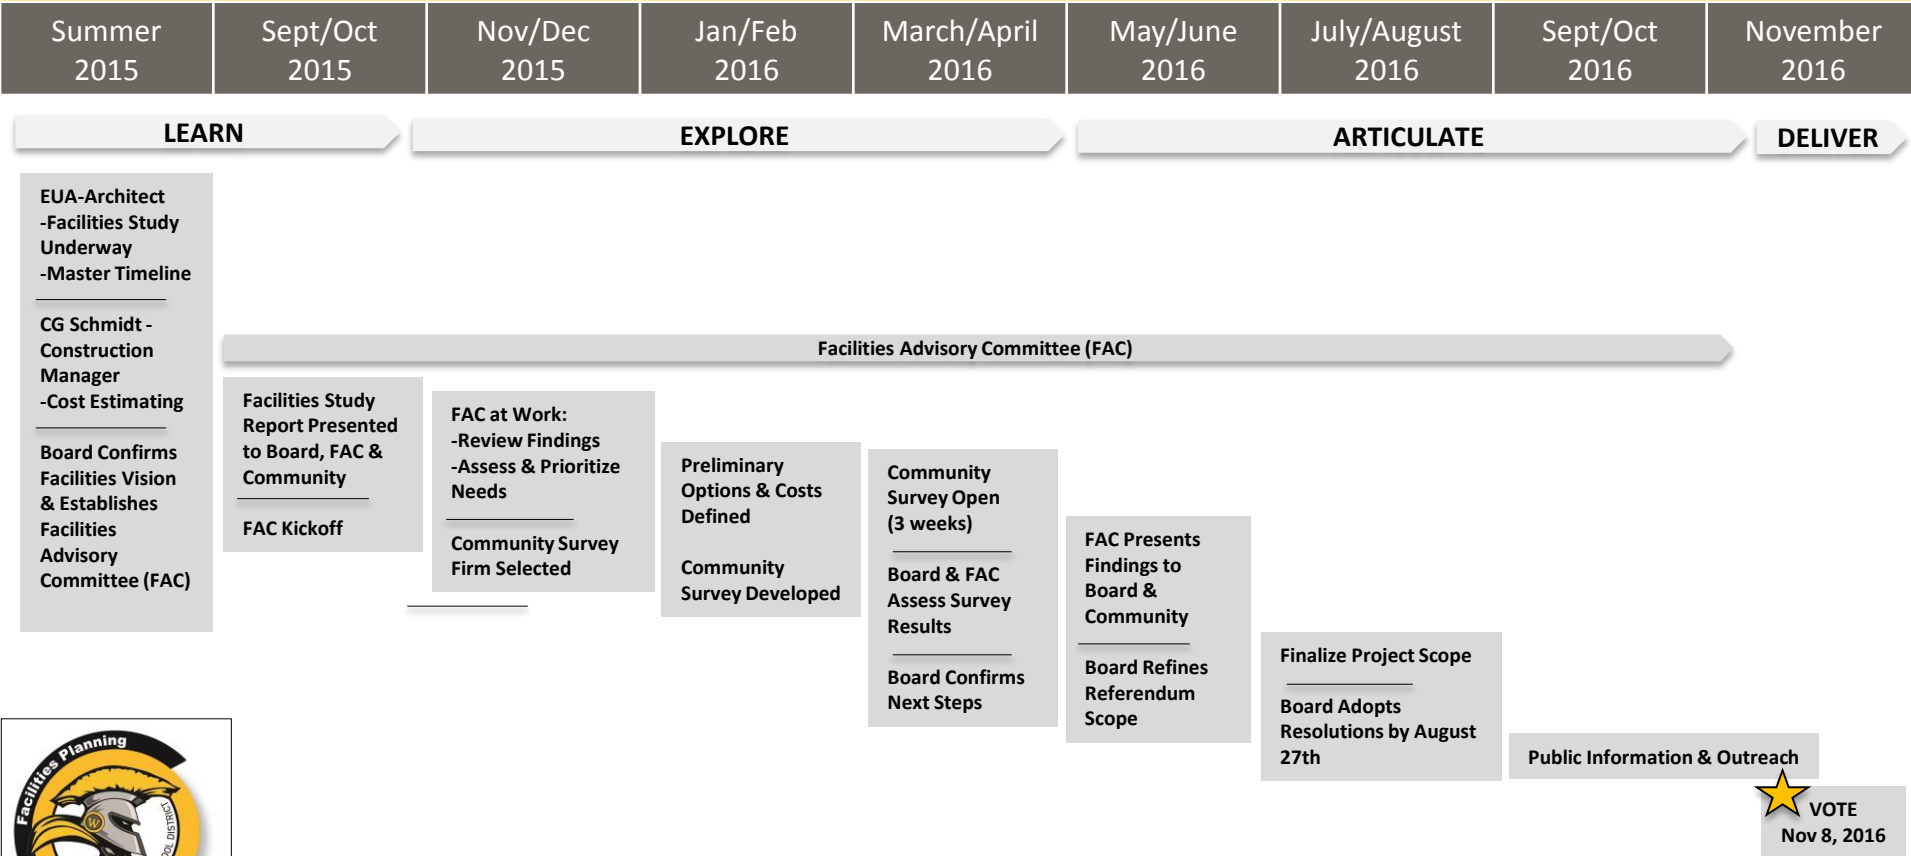 Summer
2015
Sept/Oct
2015
Nov/Dec
2015
Jan/Feb
2016
March/April
2016
May/June
2016
July/August
2016
Sept/Oct
2016
November
2016
LEARN
EXPLORE
ARTICULATE
DELIVER
EUA-Architect
-Facilities Study
Underway
-Master Timeline
CG Schmidt -
Construction
Manager
-Cost Estimating
Board Confirms
Facilities Vision
& Establishes
Facilities
Advisory
Committee (FAC)
Facilities Advisory Committee (FAC)
Facilities Study
Report Presented
to Board, FAC &
Community
FAC Kickoff
FAC at Work:
-Review Findings
-Assess & Prioritize
Needs
Community Survey
Firm Selected
Preliminary
Options & Costs
Defined
Community
Survey Developed
Community
Survey Open
(3 weeks)
Board & FAC
Assess Survey
Results
Board Confirms
Next Steps
FAC Presents
Findings to
Board &
Community
Board Refines
Referendum
Scope
Finalize Project Scope
Board Adopts
Resolutions by August
27th
Public Information & Outreach
VOTE
Nov 8, 2016
Facilities Planning
W
DISTRICT